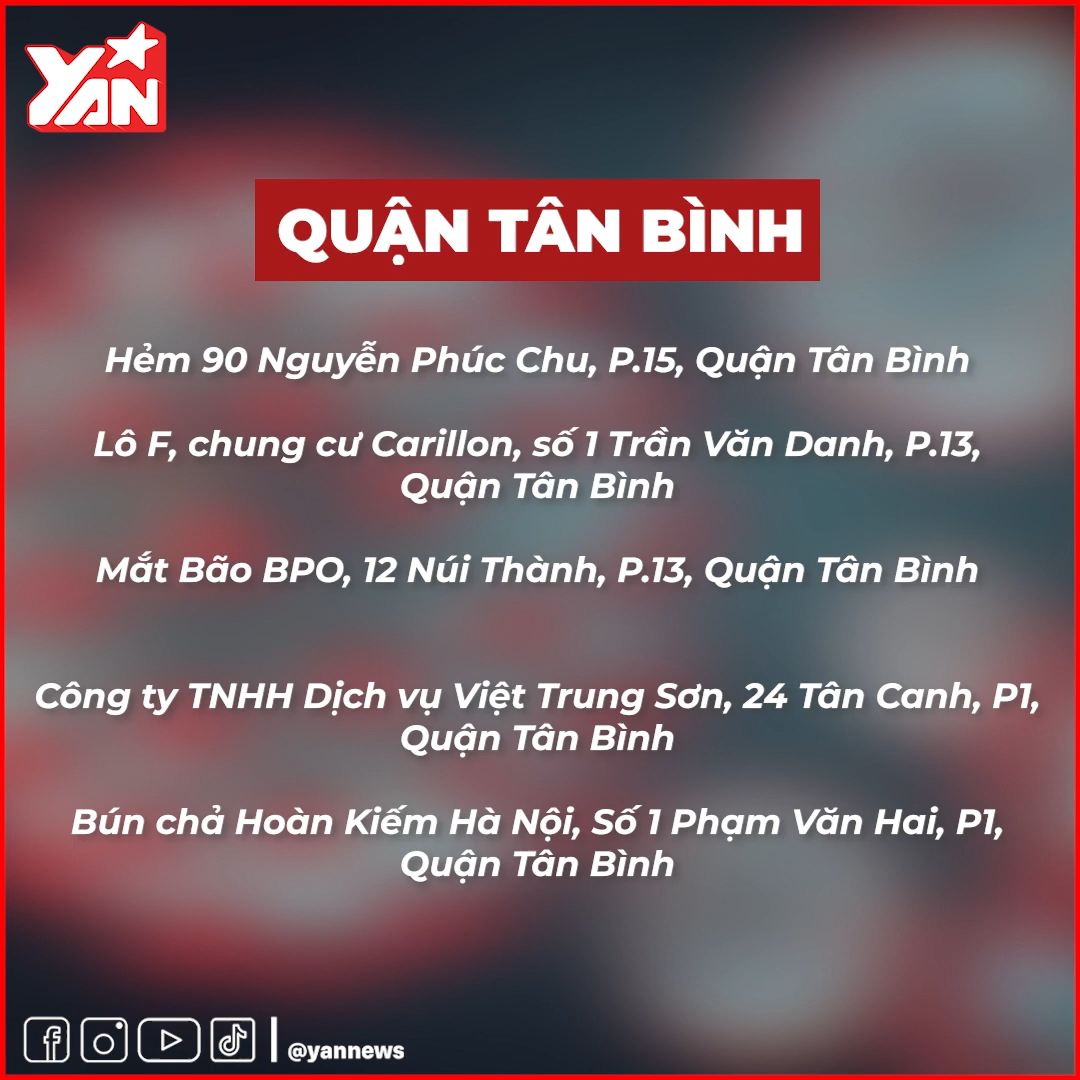 YAN
QUẬN TÂN BÌNH
Hẻm 90 Nguyễn Phúc Chu, P.15, Quận Tân Bình
Lô F, chung cư Carillon, số 1 Trần Văn Danh, P.13,
Quận Tân Bình
Mắt Bão BPO, 12 Núi Thành, P.13, Quận Tân Bình
Công ty TNHH Dịch vụ Việt Trung Sơn, 24 Tân Canh, P1,
Quận Tân Bình
Bún chả Hoàn Kiếm Hà Nội, Số 1 Phạm Văn Hai, P1,
Quận Tân Bình
@yannews